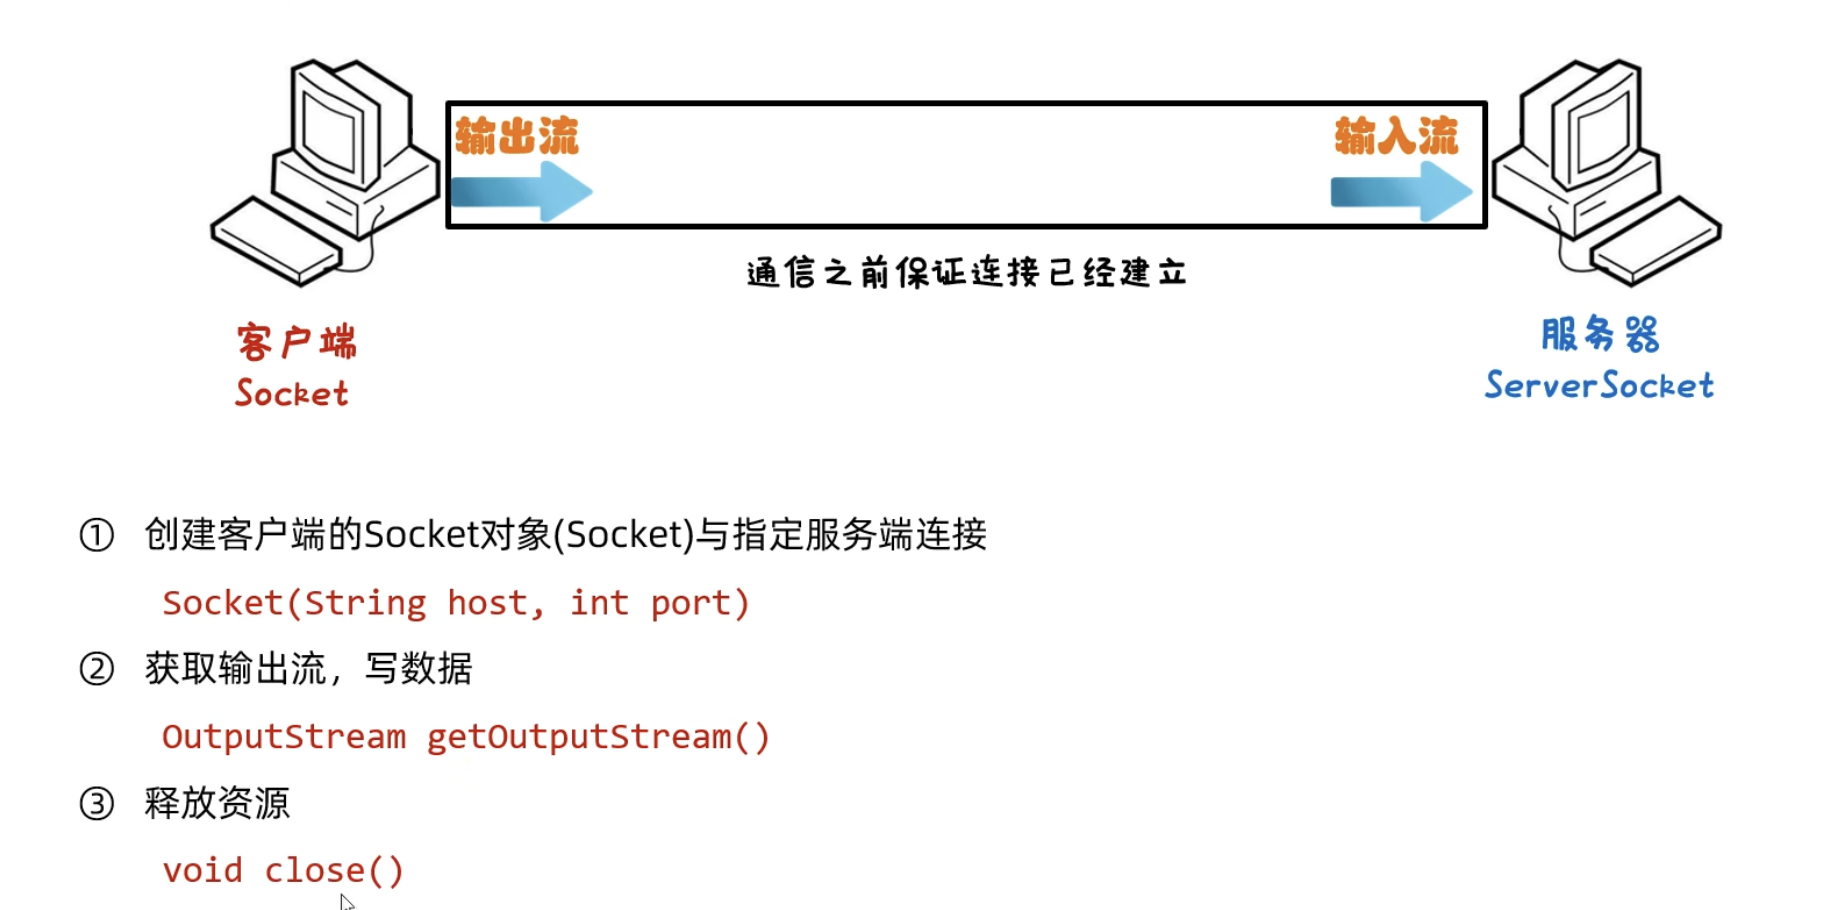 输出流
输入流
通信之前保证连接已经建立
客户端
Socket
服务器
ServerSocket
① 创建客户端的Socket对象(Socket)与指定服务端连接
Socket(String host, int port)
② 获取输出流，写数据
OutputStream getOutputStream()
③ 释放资源
void close()